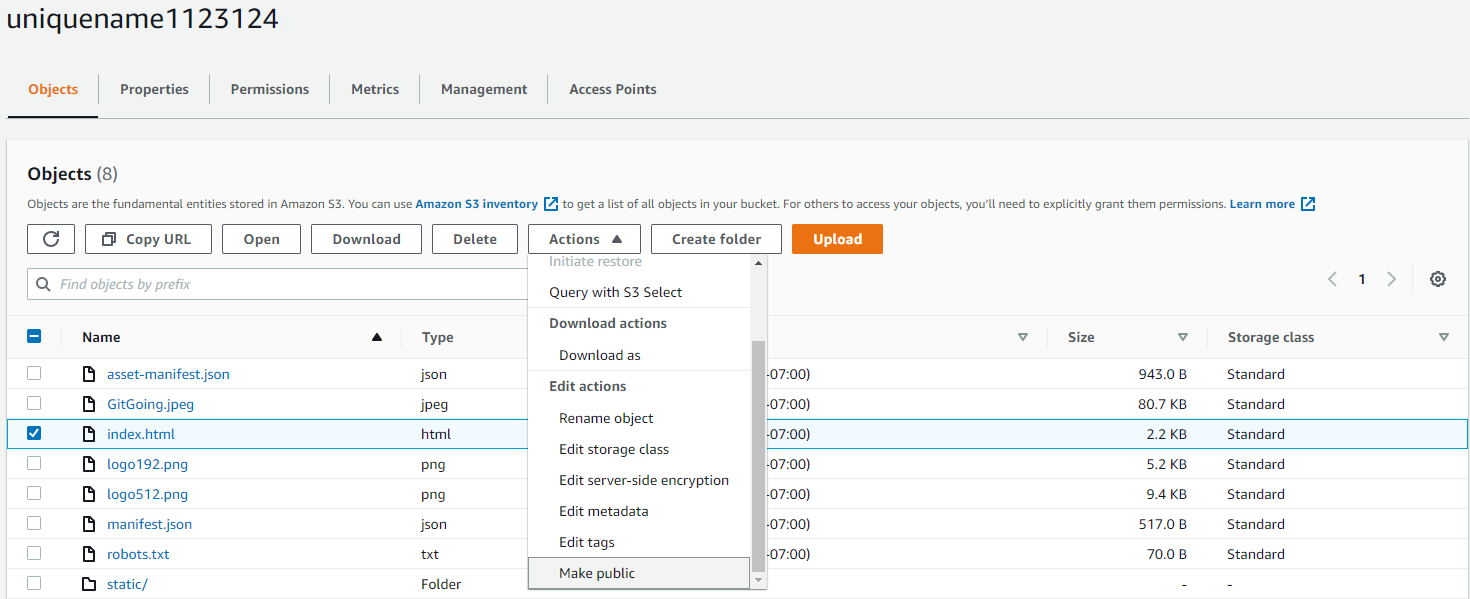 uniquename1123124
Objects Properties Permissions Metrics Management Access Points
Objects (8)
Objects are the fundamental entities stored in Amazon S3. You can use Amazon S3 inventory to get a list of all objects in your bucket. For others to access your objects, you'll need to explicitly grant them permissions. Learn more
Copy URL Open Download Delete Actions Create folder Upload
Initiate restore
Find objects by prefix 1
Query with S3 Select
Download actions
Name Type Size Storage class
Download as
asset-manifest.json json -07:00) 943.0 B Standard
Edit actions
GitGoing.jpeg jpeg -07:00) 80.7 KB Standard
Rename object
index.html html -07:00) 2.2 KB Standard
Edit storage class
logo192.png png -07:00) 5.2 KB Standard
Edit server-side encryption
logo512.png png -07:00) 9.4 KB Standard
Edit metadata
manifest.json json -07:00) 517.0 B Standard
Edit tags
robots.txt txt -07:00) 70.0 B Standard
Make public
static/ Folder - -